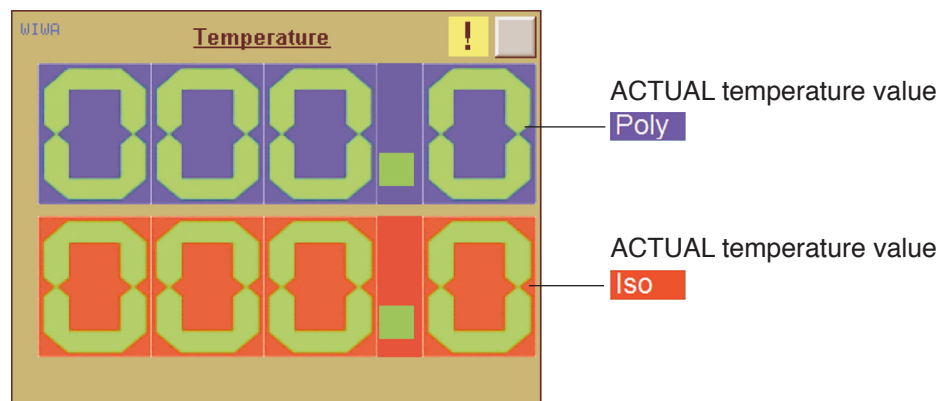 WIWA
Temperature
!
000.0
ACTUAL temperature value
Poly
000.0
ACTUAL temperature value
Iso